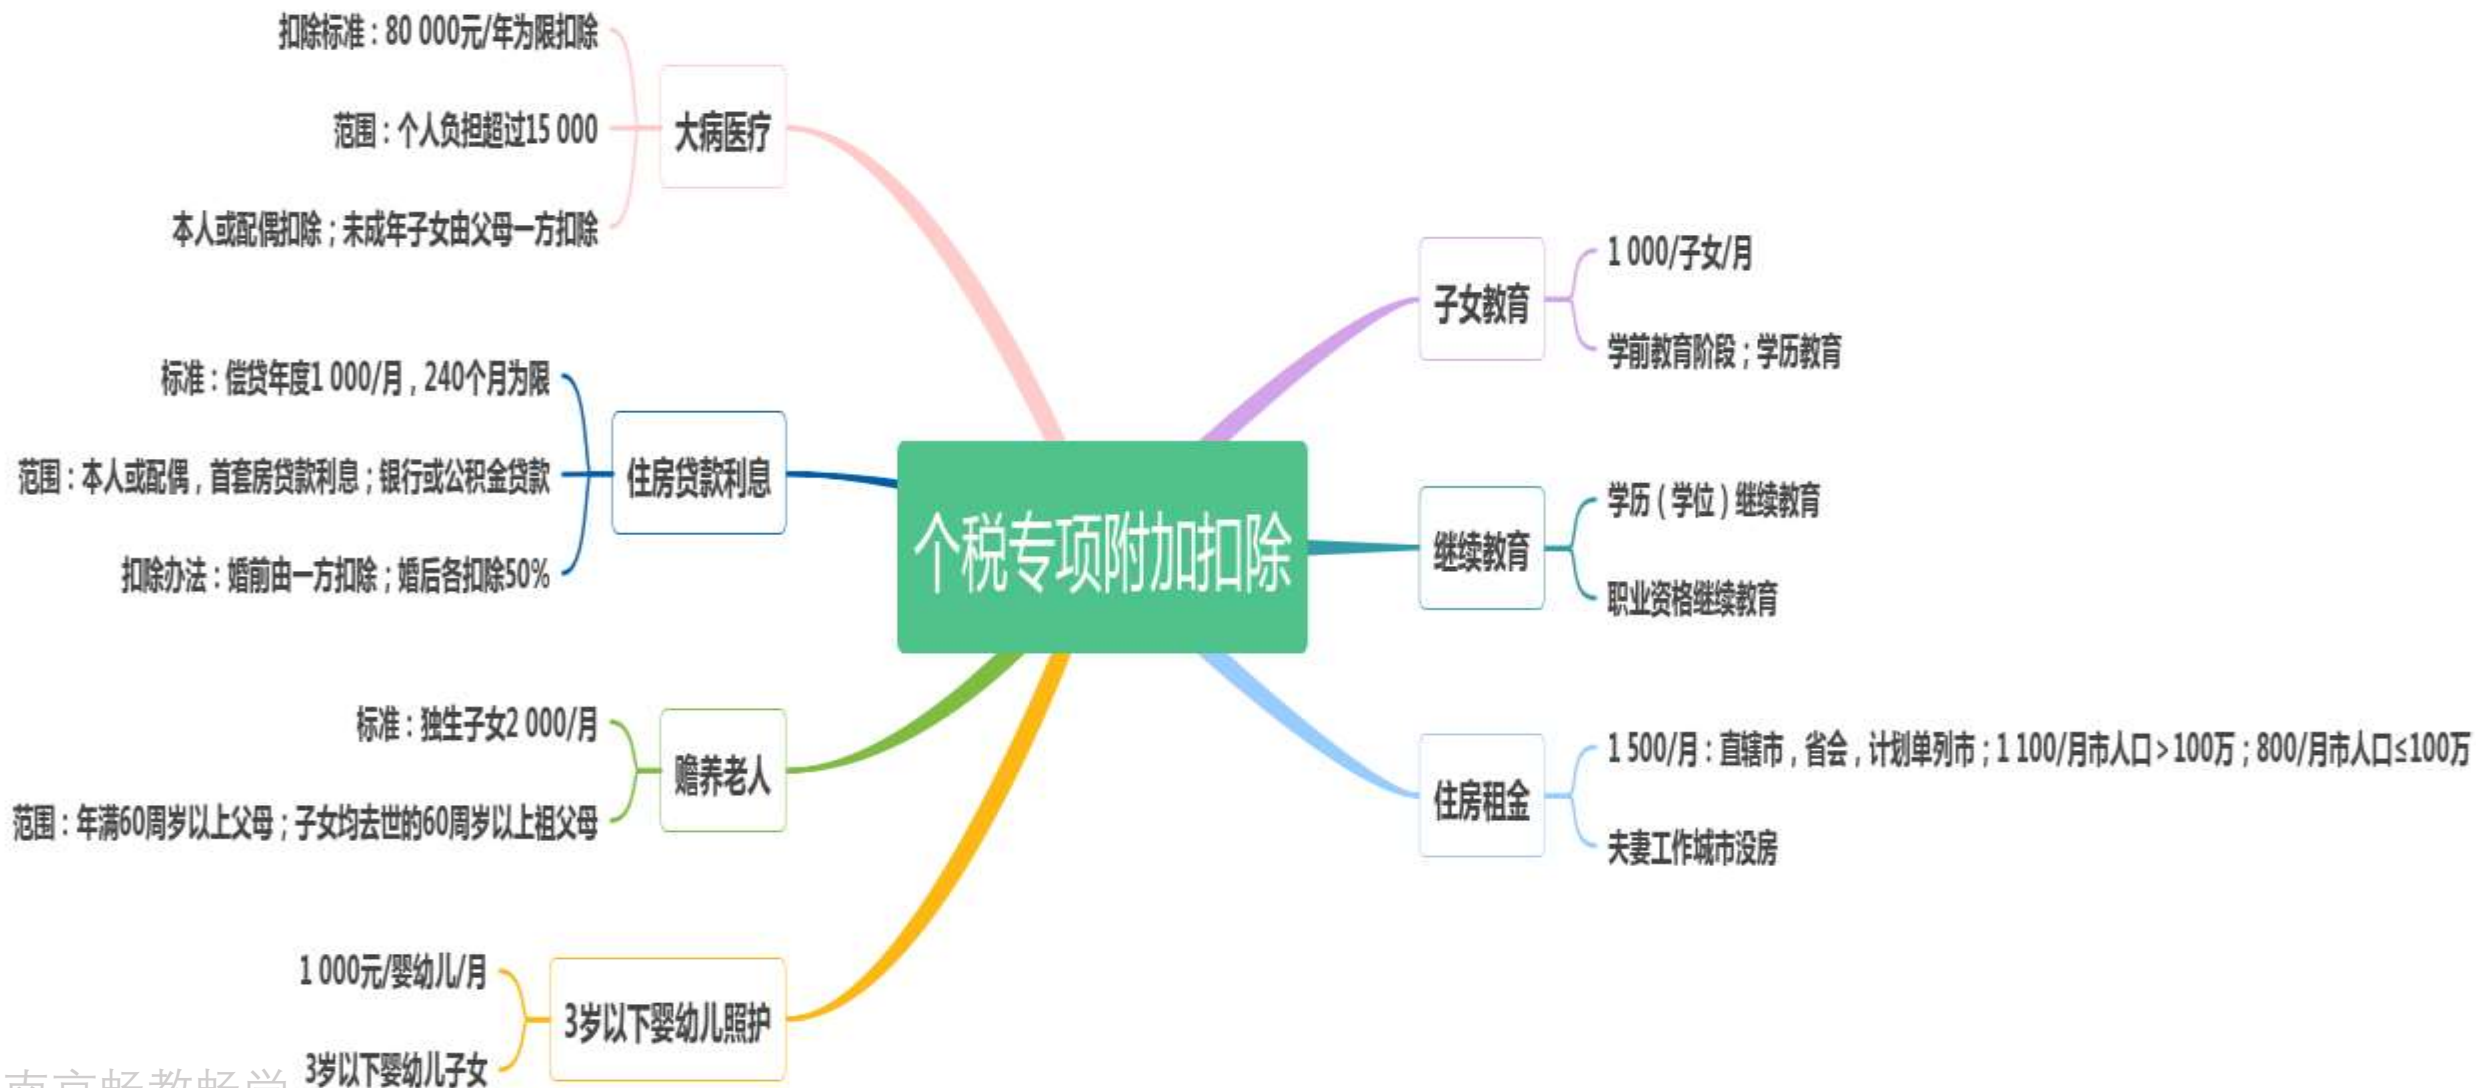 个税专项附加扣除
大病医疗
扣除标准：80 000元/年为限扣除
范围：个人负担超过15 000
本人或配偶扣除；未成年子女由父母一方扣除
住房贷款利息
标准：偿贷年度1 000/月，240个月为限
范围：本人或配偶，首套房贷款利息；银行或公积金贷款
扣除办法：婚前由一方扣除；婚后各扣除50%
赡养老人
标准：独生子女2 000/月
范围：年满60周岁以上父母；子女均去世的60周岁以上祖父母
3岁以下婴幼儿照护
1 000元/婴幼儿/月
3岁以下婴幼儿子女
子女教育
1 000/子女/月
学前教育阶段；学历教育
继续教育
学历（学位）继续教育
职业资格继续教育
住房租金
1 500/月：直辖市，省会，计划单列市；1 100/月市人口>100万；800/月市人口≤100万
夫妻工作城市没房